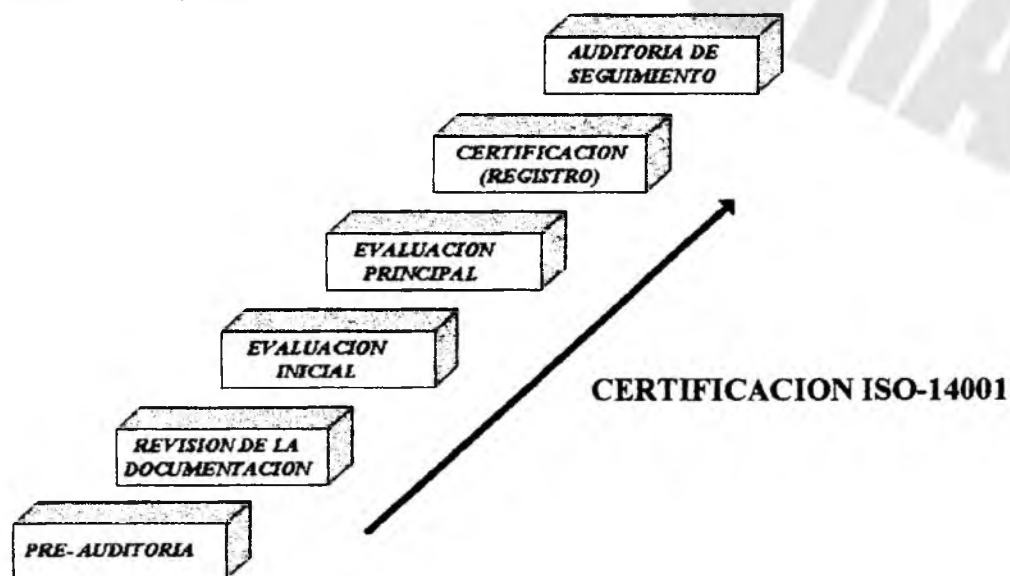 AUDITORIA DE
SEGUIMIENTO
CERTIFICACION
(REGISTRO)
EVALUACION
PRINCIPAL
EVALUACION
INICIAL
CERTIFICACION ISO-14001
REVISION DE LA
DOCUMENTACION
PRE-AUDITORIA